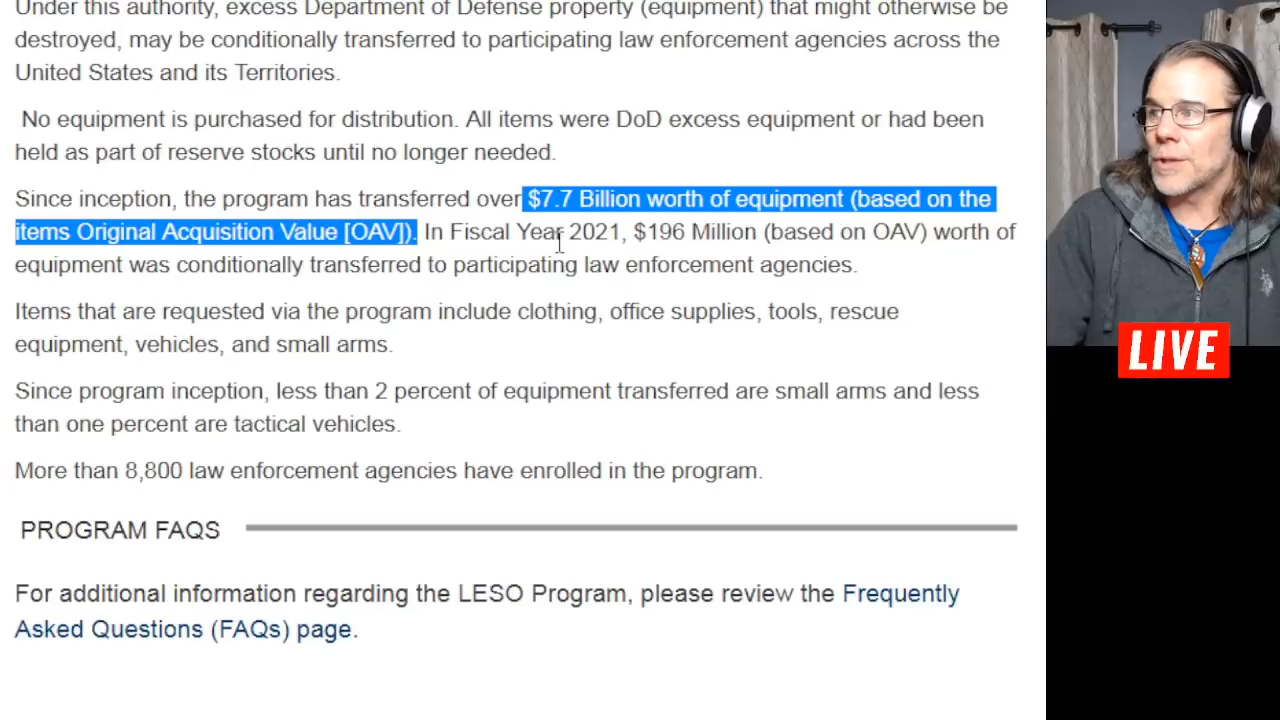 Under this authority, excess Department of Defense property (equipment) that might otherwise be
destroyed, may be conditionally transferred to participating law enforcement agencies across the
United States and its Territories.
No equipment is purchased for distribution. All items were DoD excess equipment or had been
held as part of reserve stocks until no longer needed.
Since inception, the program has transferred over $7.7 Billion worth of equipment (based on the
items Original Acquisition Value [OAV]). In Fiscal Year 2021, $196 Million (based on OAV) worth of
equipment was conditionally transferred to participating law enforcement agencies.
Items that are requested via the program include clothing, office supplies, tools, rescue
equipment, vehicles, and small arms.
Since program inception, less than 2 percent of equipment transferred are small arms and less
than one percent are tactical vehicles.
More than 8,800 law enforcement agencies have enrolled in the program.
PROGRAM FAQS
For additional information regarding the LESO Program, please review the Frequently
Asked Questions (FAQs) page.
LIVE